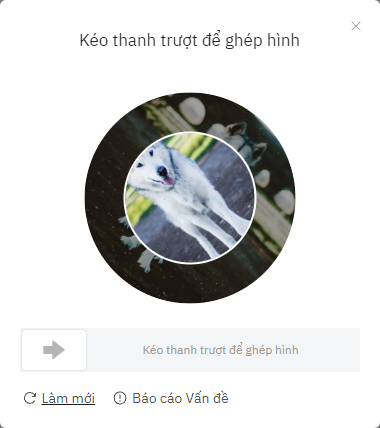 Kéo thanh trượt để ghép hình
Kéo thanh trượt để ghép hình
Làm mới
Báo cáo Vấn đề